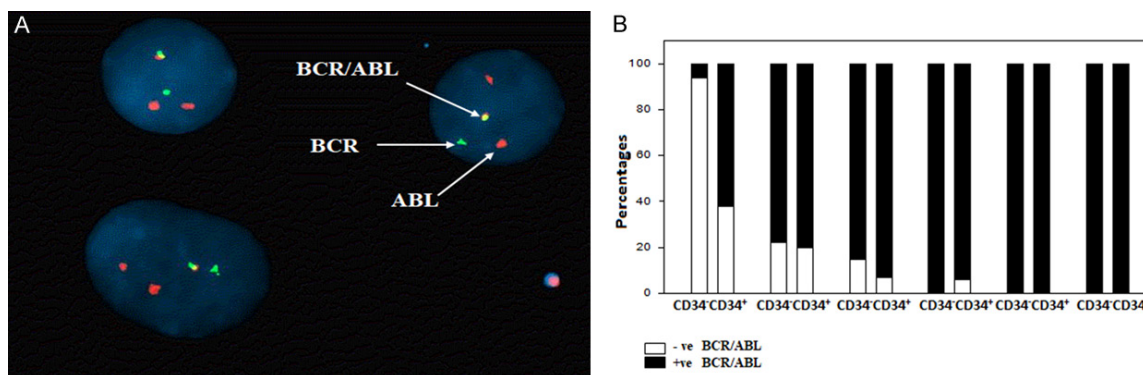 A
BCR/ABL
BCR
ABL
B
Percentages
100
80
60
40
20
0
CD34-CD34+ CD34-CD34+ CD34-CD34+ CD34-CD34+ CD34-CD34+ CD34-CD34
- ve BCR/ABL
+ve BCR/ABL